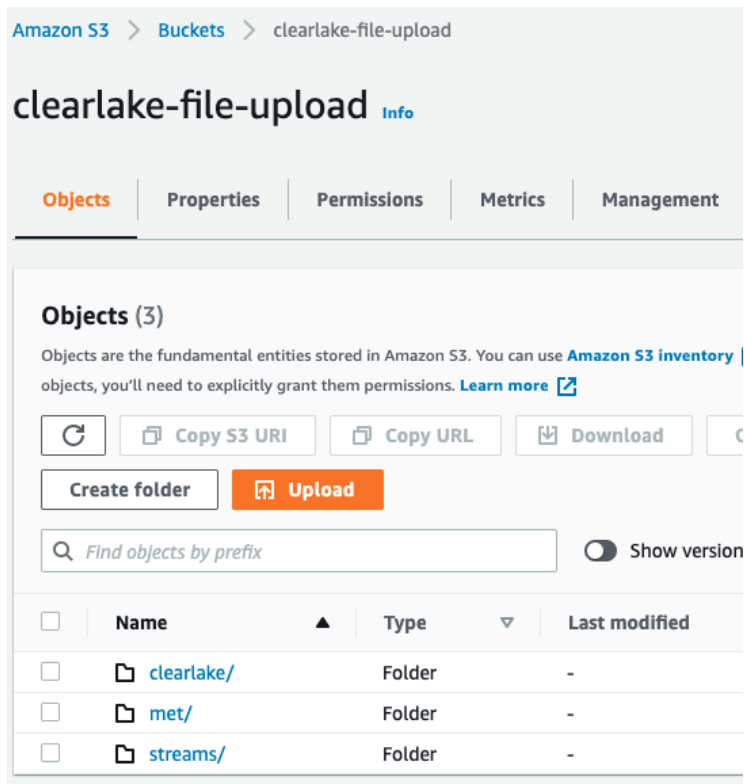 Amazon S3 > Buckets > clearlake-file-upload
clearlake-file-upload Info
Objects Properties Permissions Metrics Management
Objects (3)
Objects are the fundamental entities stored in Amazon S3. You can use Amazon S3 inventory
objects, you'll need to explicitly grant them permissions. Learn more
Copy S3 URI Copy URL Download
Create folder Upload
Find objects by prefix Show version
Name Type Last modified
clearlake/ Folder -
met/ Folder -
streams/ Folder -